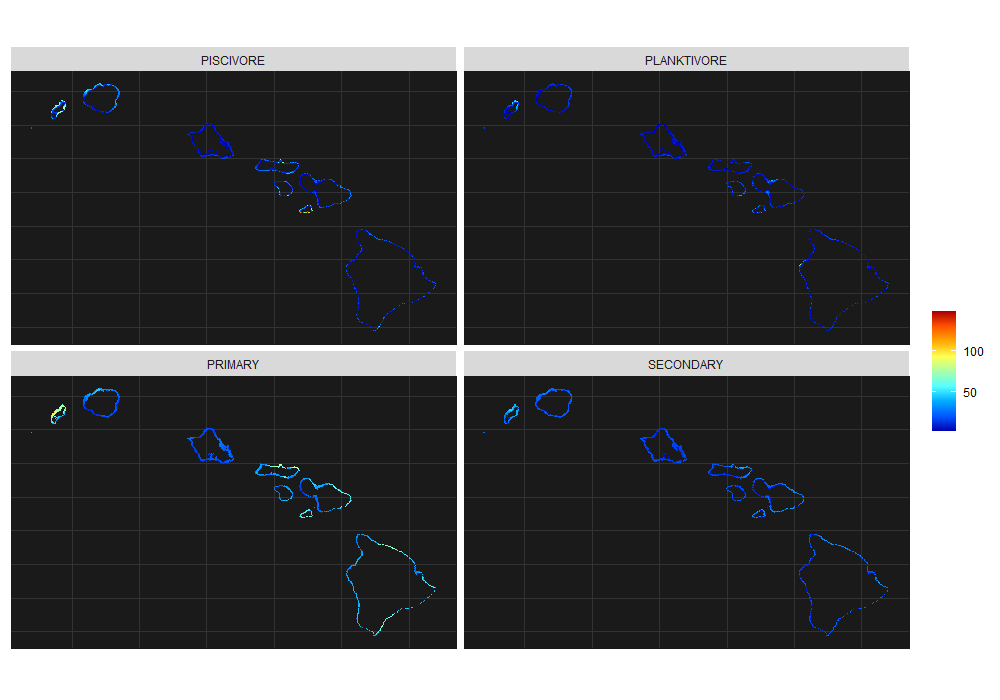 PISCIVORE
PLANKTIVORE
PRIMARY
SECONDARY
100
50